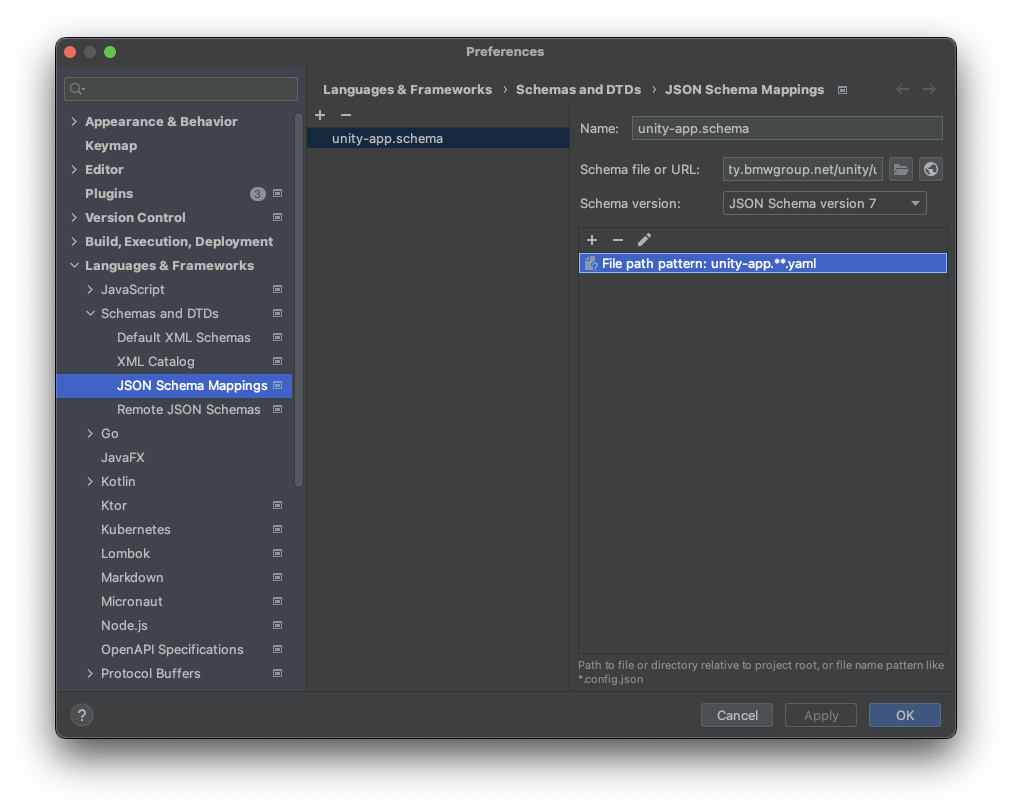 Preferences
Languages & Frameworks › Schemas and DTDs › JSON Schema Mappings
Appearance & Behavior
Keymap
Editor
Plugins 3
Version Control
Build, Execution, Deployment
Languages & Frameworks
JavaScript
Schemas and DTDs
Default XML Schemas
XML Catalog
JSON Schema Mappings
Remote JSON Schemas
Go
JavaFX
Kotlin
Ktor
Kubernetes
Lombok
Markdown
Micronaut
Node.js
OpenAPI Specifications
Protocol Buffers
unity-app.schema
Name: unity-app.schema
Schema file or URL: ty.bmwgroup.net/unity/u
Schema version: JSON Schema version 7
File path pattern: unity-app.**.yaml
Path to file or directory relative to project root, or file name pattern like
*.config.json
?
Cancel
Apply
OK